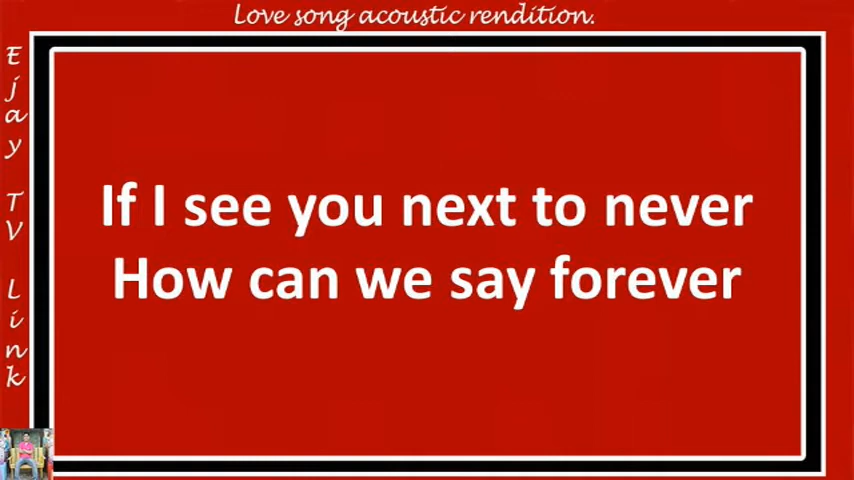 Love song acoustic rendition.
Ejay TV Link
If I see you next to never
How can we say forever